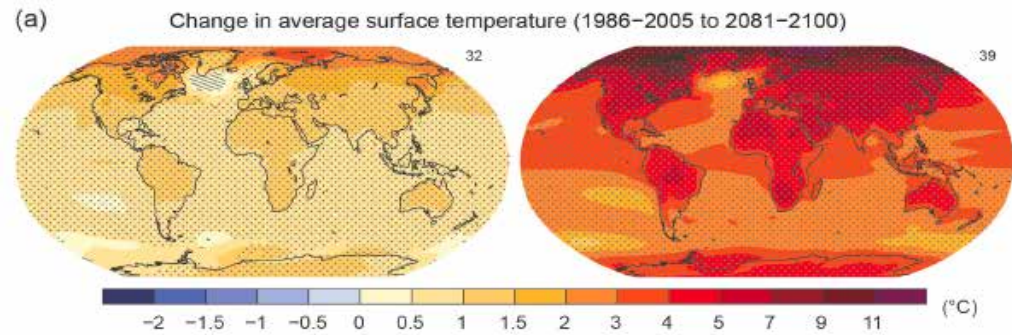 (a) Change in average surface temperature (1986−2005 to 2081−2100)
32 39
−2 −1.5 −1 −0.5 0 0.5 1 1.5 2 3 4 5 7 9 11 (°C)